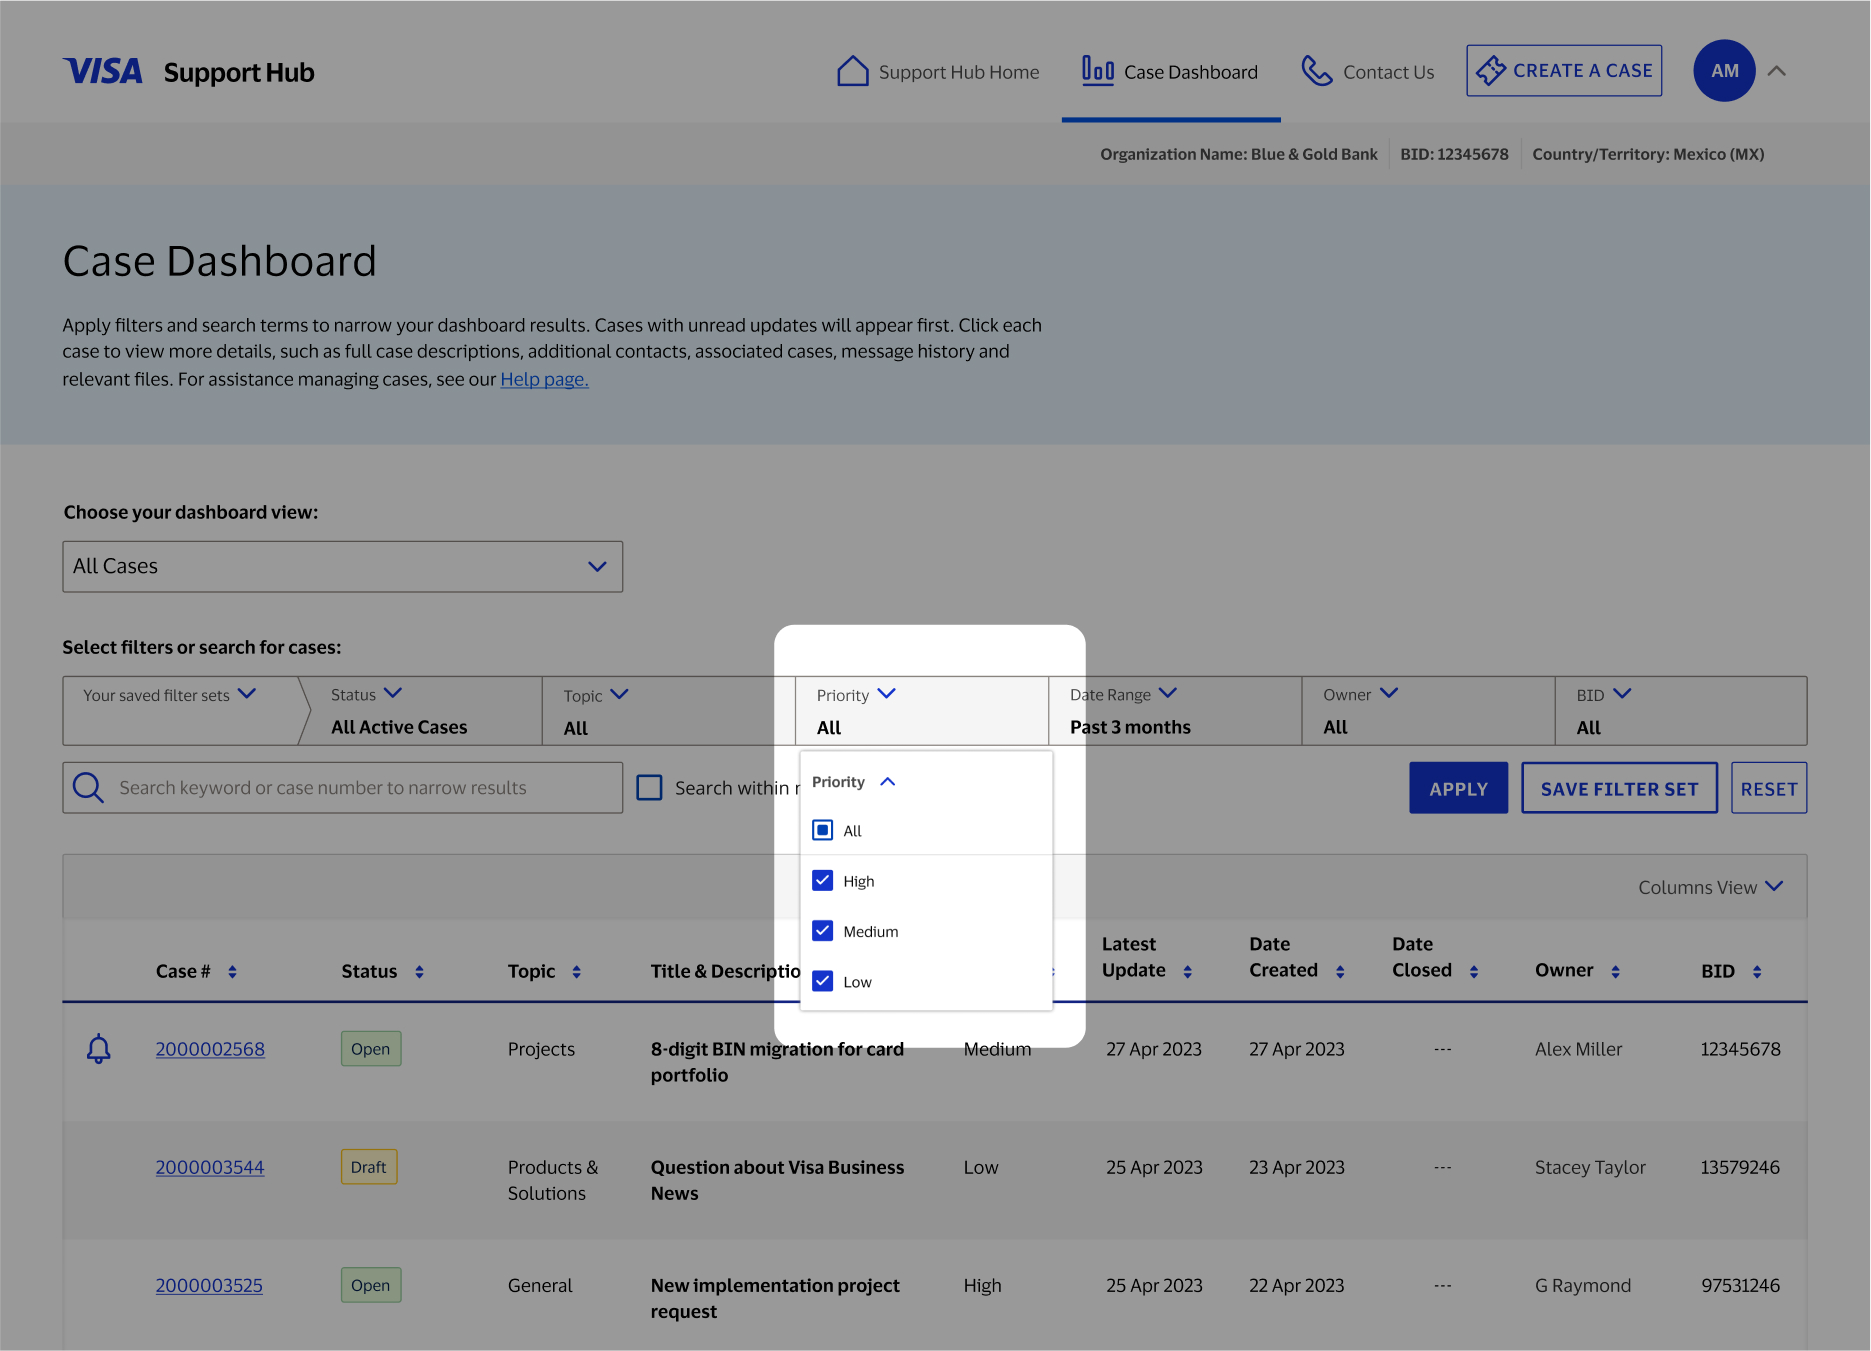 VISA Support Hub
Support Hub Home
Case Dashboard
Contact Us
CREATE A CASE
AM
Organization Name: Blue & Gold Bank
BID: 12345678
Country/Territory: Mexico (MX)
Case Dashboard
Apply filters and search terms to narrow your dashboard results. Cases with unread updates will appear first. Click each
case to view more details, such as full case descriptions, additional contacts, associated cases, message history and
relevant files. For assistance managing cases, see our Help page.
Choose your dashboard view:
All Cases
Select filters or search for cases:
Your saved filter sets
Status
All Active Cases
Topic
All
Priority
All
Date Range
Past 3 months
Owner
All
BID
All
Search keyword or case number to narrow results
Search within
APPLY
SAVE FILTER SET
RESET
Priority
All
High
Medium
Low
Columns View
Case #
Status
Topic
Title & Descriptio
Latest
Update
Date
Created
Date
Closed
Owner
BID
2000002568
Open
Projects
8-digit BIN migration for card
portfolio
Medium
27 Apr 2023
27 Apr 2023
---
Alex Miller
12345678
2000003544
Draft
Products &
Solutions
Question about Visa Business
News
Low
25 Apr 2023
23 Apr 2023
---
Stacey Taylor
13579246
2000003525
Open
General
New implementation project
request
High
25 Apr 2023
22 Apr 2023
---
G Raymond
97531246